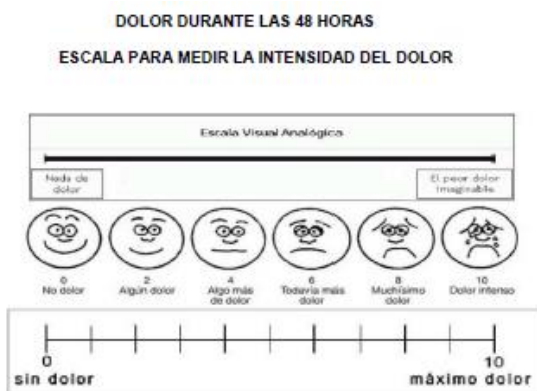 DOLOR DURANTE LAS 48 HORAS
ESCALA PARA MEDIR LA INTENSIDAD DEL DOLOR
Escala Visual Analógica
Nada de
dolor
El peor dolor
imaginable
0
No dolor
2
Algún dolor
4
Algo más
de dolor
6
Todavía más
dolor
8
Muchísimo
dolor
10
Dolor intenso
0
sin dolor
10
máximo dolor